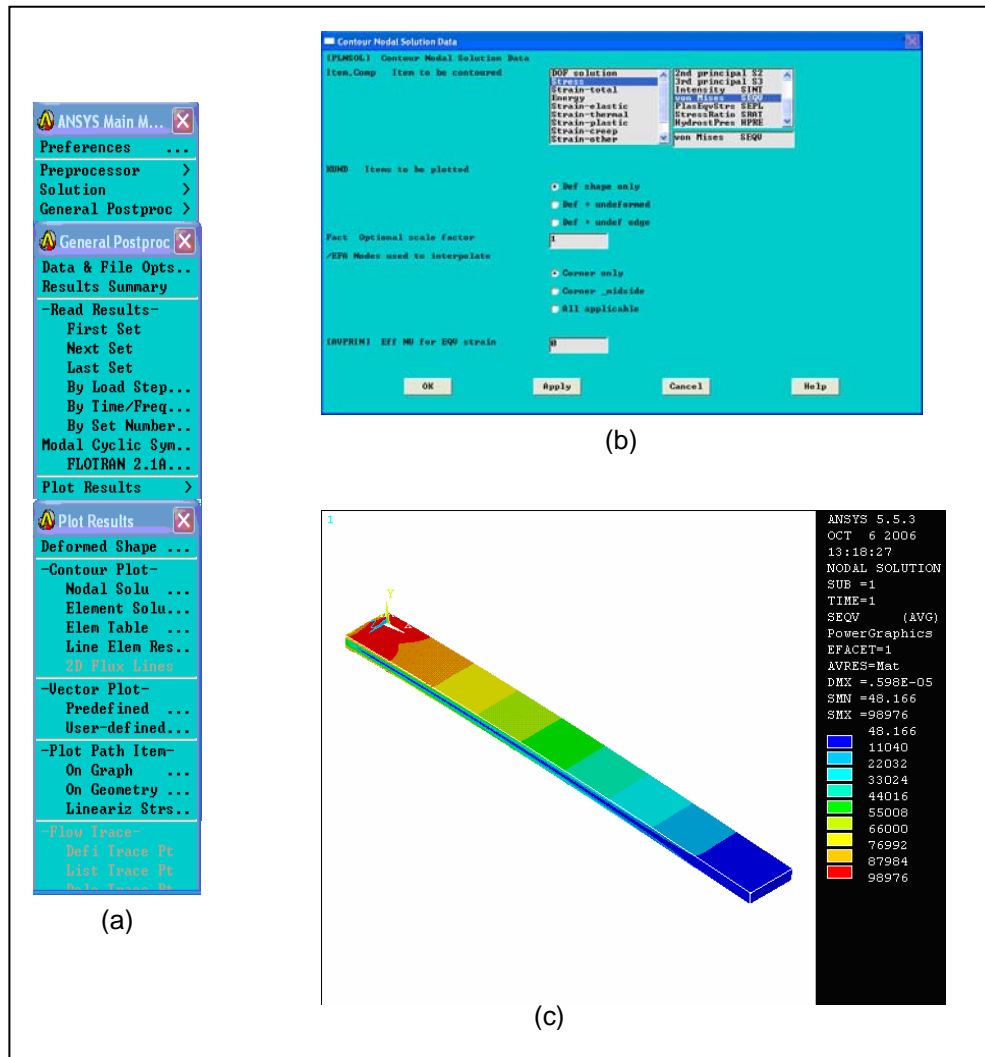 ANSYS Main M...
Preferences ...
Preprocessor >
Solution >
General Postproc >
General Postproc
Data & File Opts..
Results Summary
-Read Results-
First Set
Next Set
Last Set
By Load Step...
By Time/Freq...
By Set Number..
Modal Cyclic Sym..
FLOTRAN 2.1A...
Plot Results >
Plot Results
Deformed Shape ...
-Contour Plot-
Nodal Solu ...
Element Solu...
Elem Table ...
Line Elem Res..
2D Flux Lines
-Vector Plot-
Predefined ...
User-defined...
-Plot Path Item-
On Graph ...
On Geometry ...
Lineariz Strs..
-Flow Trace-
Defi Trace Pt
List Trace Pt
Dele Trace Pt
(a)
Contour Nodal Solution Data
[PLNSOL] Contour Nodal Solution Data
Item,Comp Item to be contoured
DOF solution
Stress
Strain-total
Energy
Strain-elastic
Strain-thermal
Strain-plastic
Strain-creep
Strain-other
2nd principal S2
3rd principal S3
Intensity SINT
von Mises SEQV
PlasEqvStrs SEPL
StressRatio SRAT
HydrostPres HPRE
von Mises SEQV
KUND Items to be plotted
Def shape only
Def + undeformed
Def + undef edge
Fact Optional scale factor
1
/EFA Nodes used to interpolate
Corner only
Corner _midside
All applicable
[AVPRIN] Eff NU for EQV strain
0
OK Apply Cancel Help
(b)
1
Y
ANSYS 5.5.3
OCT 6 2006
13:18:27
NODAL SOLUTION
SUB =1
TIME=1
SEQV (AVG)
PowerGraphics
EFACET=1
AVRES=Mat
DMX =.598E-05
SMN =48.166
SMX =98976
48.166
11040
22032
33024
44016
55008
66000
76992
87984
98976
(c)